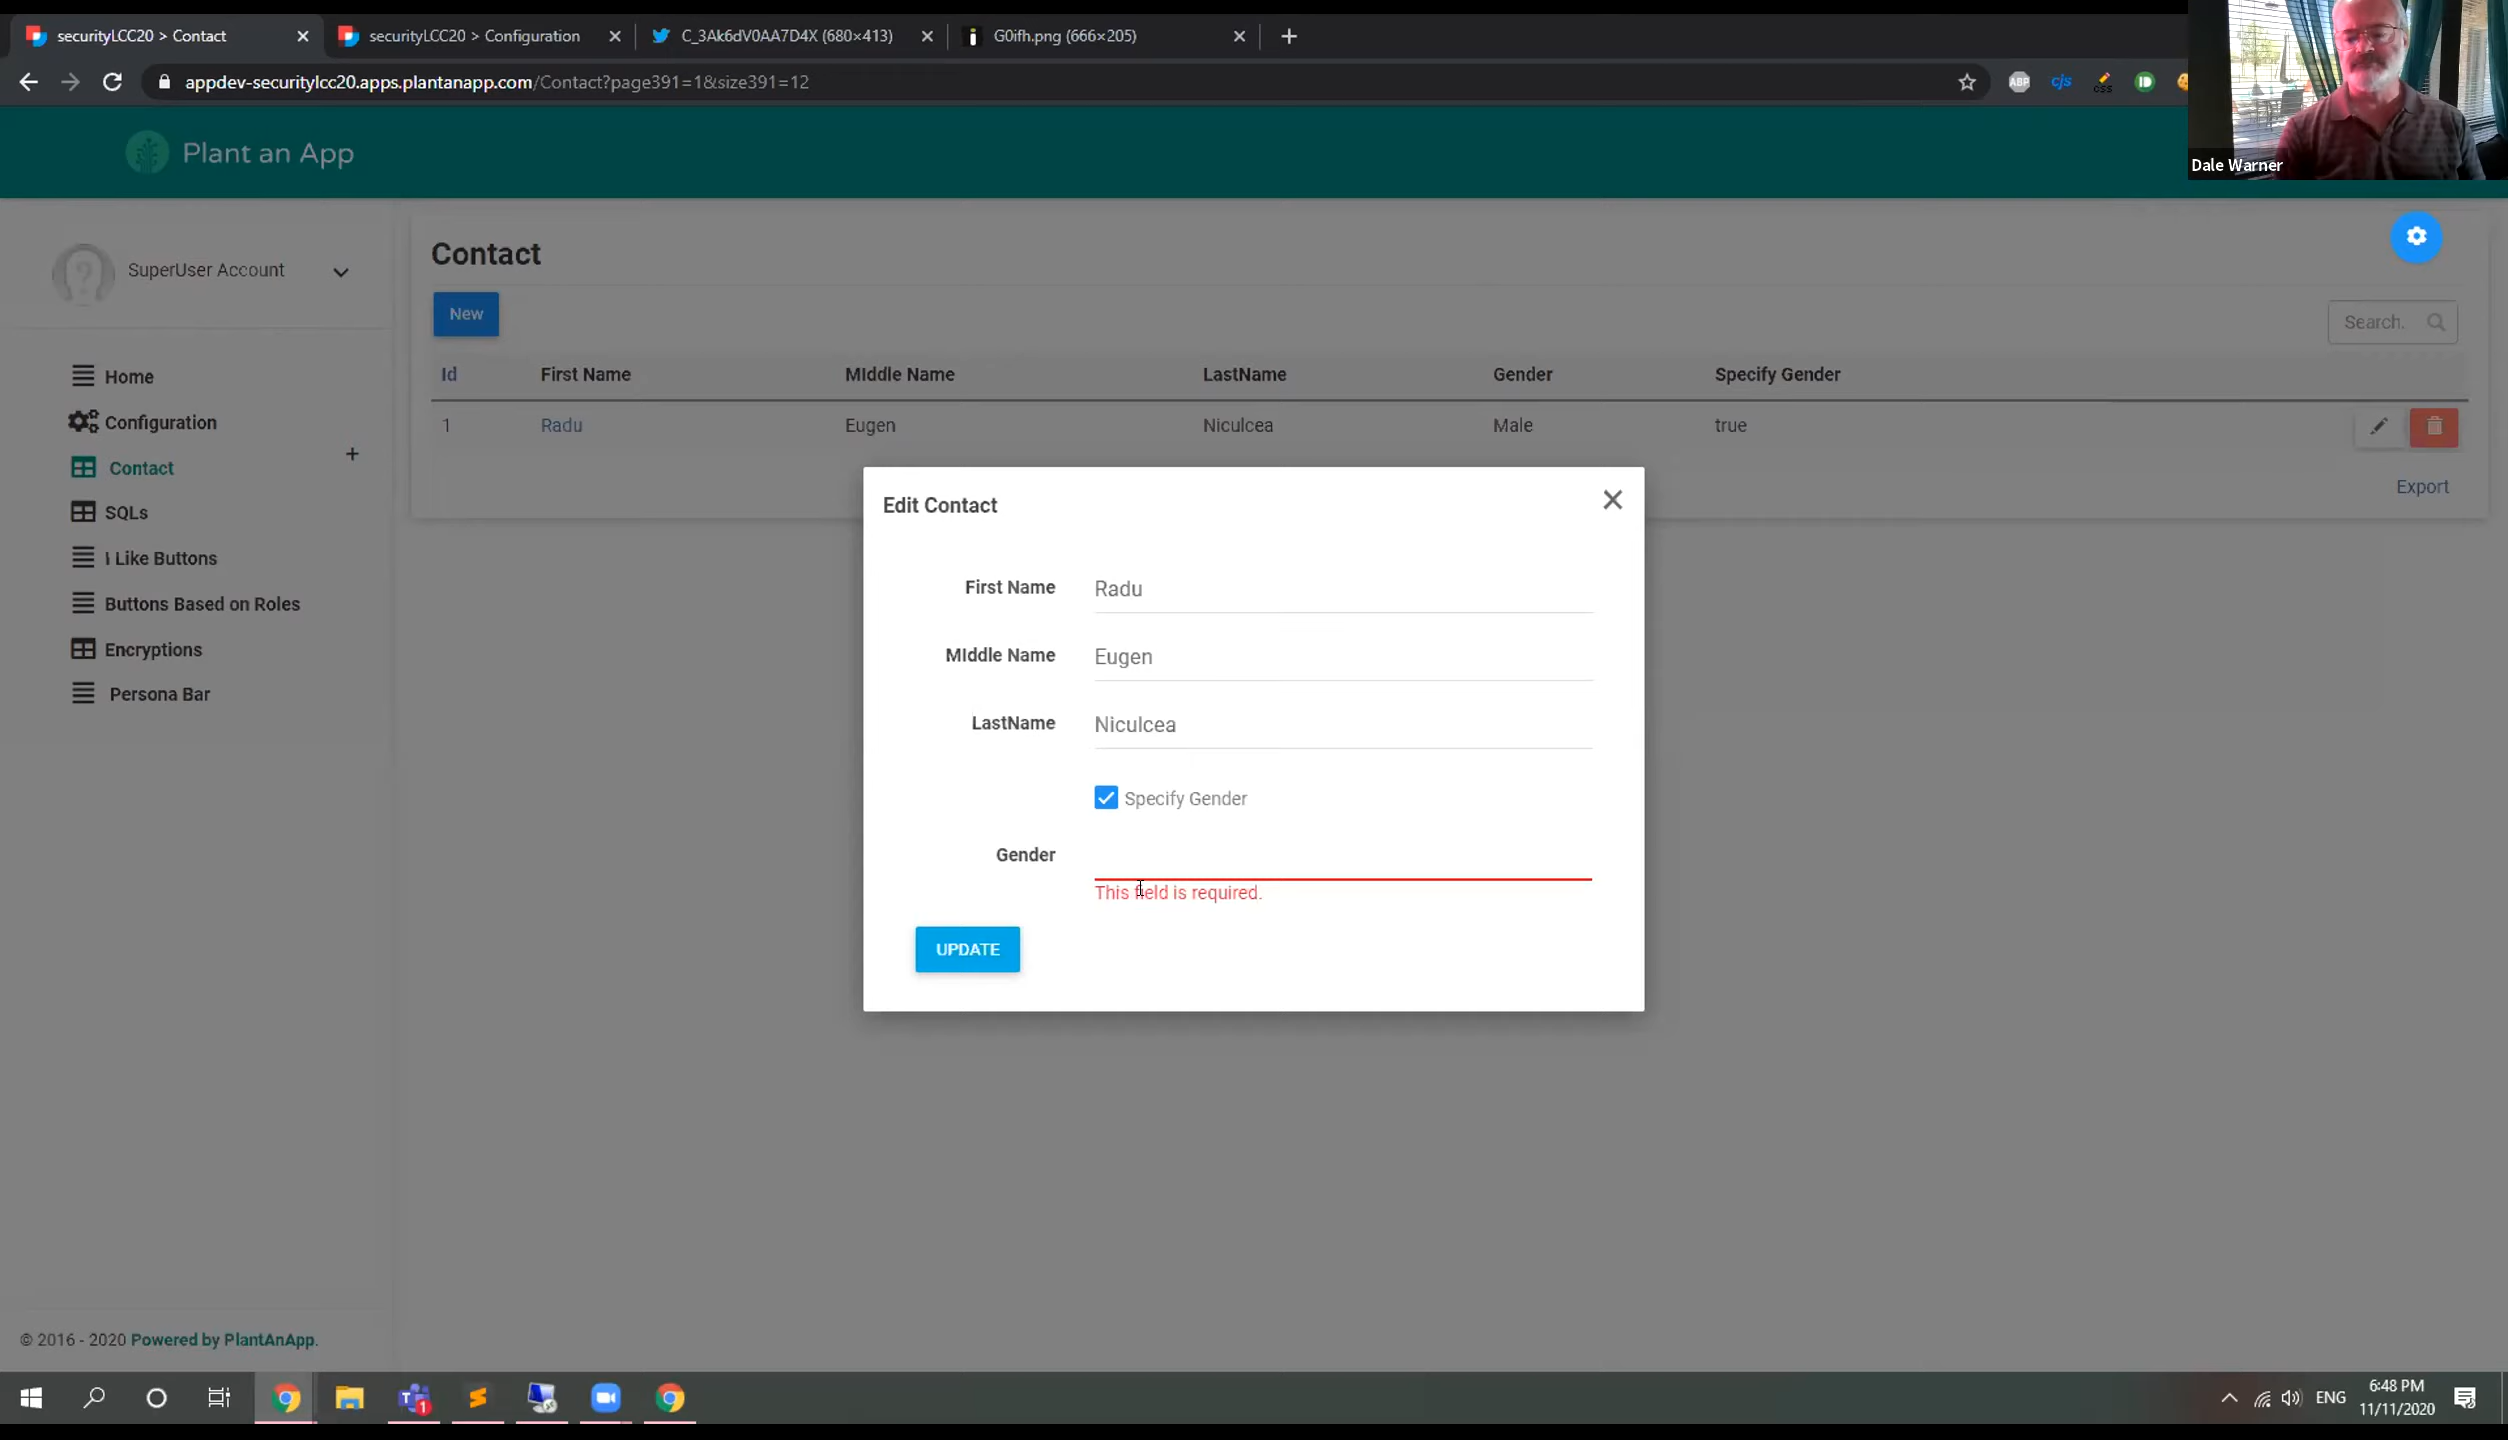 securityLCC20 > Contact
securityLCC20 > Configuration
C_3Ak6dV0AA7D4X (680×413)
G0ifh.png (666×205)
appdev-securitylcc20.apps.plantanapp.com/Contact?page391=1&size391=12
ABP
cjs
css
Dale Warner
Plant an App
SuperUser Account
Home
Configuration
Contact
SQLs
I Like Buttons
Buttons Based on Roles
Encryptions
Persona Bar
Contact
New
Search.
Id First Name MIddle Name LastName Gender Specify Gender
1 Radu Eugen Niculcea Male true
Export
Edit Contact
First Name Radu
MIddle Name Eugen
LastName Niculcea
Specify Gender
Gender
This field is required.
UPDATE
© 2016 - 2020 Powered by PlantAnApp.
1
ENG
6:48 PM
11/11/2020